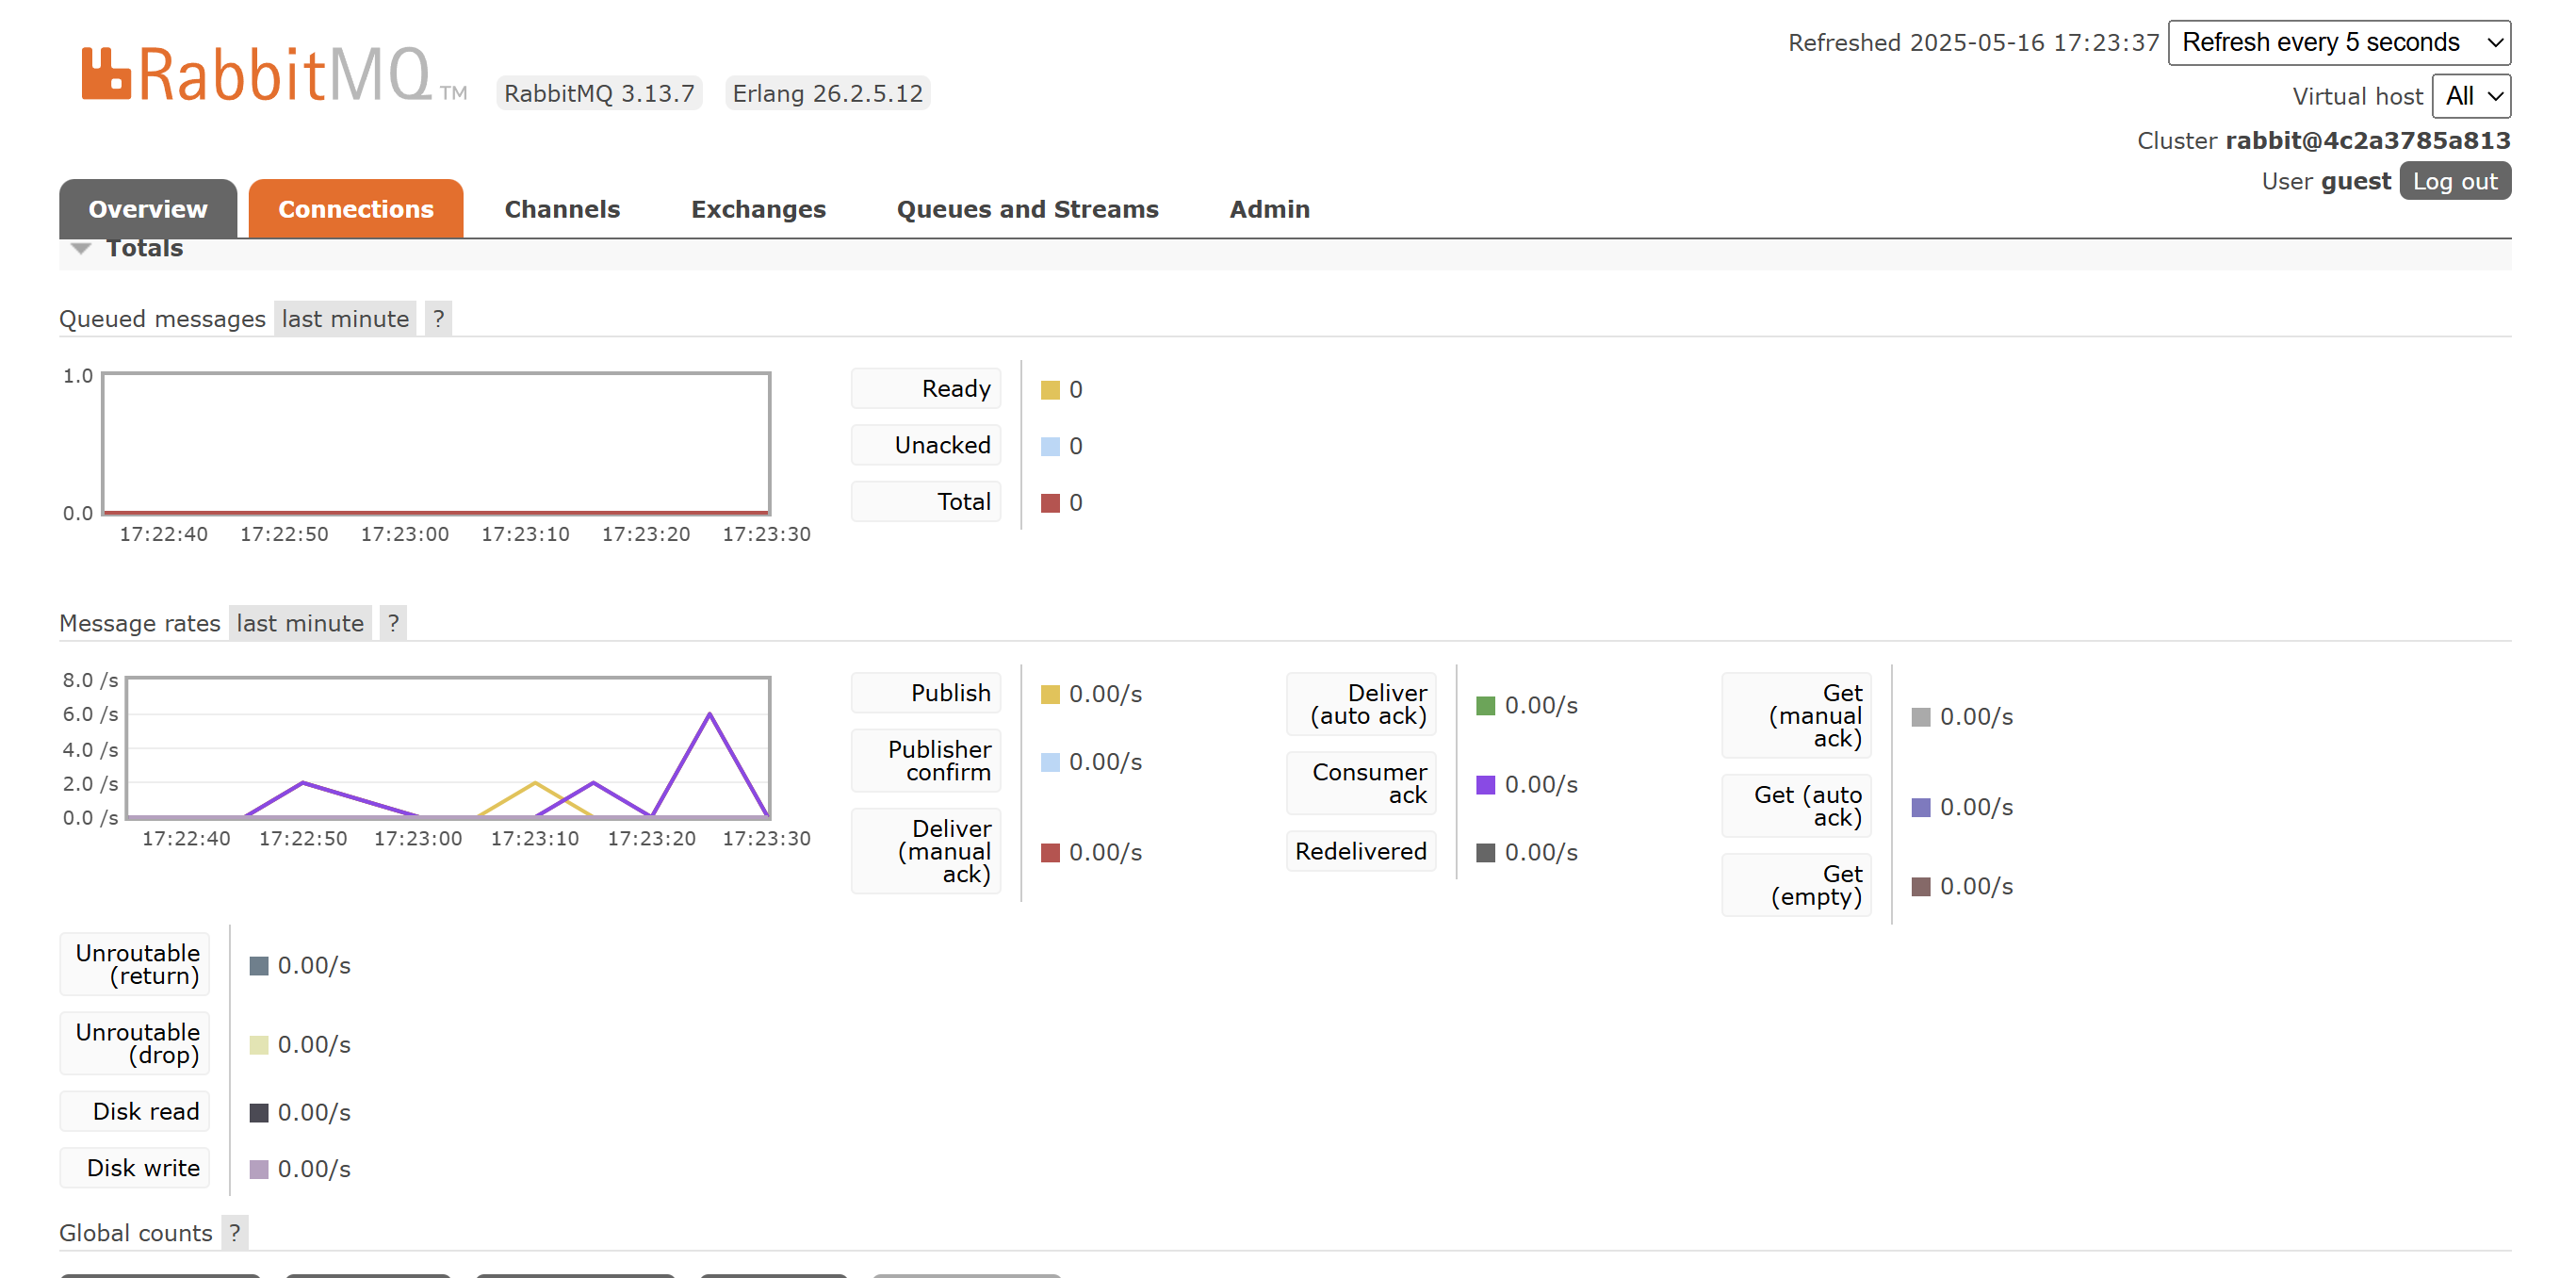 Refreshed 2025-05-16 17:23:37 Refresh every 5 seconds
RabbitMQ TM RabbitMQ 3.13.7 Erlang 26.2.5.12
Virtual host All
Cluster rabbit@4c2a3785a813
User guest Log out
Overview Connections Channels Exchanges Queues and Streams Admin
Totals
Queued messages last minute ?
1.0
0.0
17:22:40 17:22:50 17:23:00 17:23:10 17:23:20 17:23:30
Ready 0
Unacked 0
Total 0
Message rates last minute ?
8.0 /s
6.0 /s
4.0 /s
2.0 /s
0.0 /s
17:22:40 17:22:50 17:23:00 17:23:10 17:23:20 17:23:30
Publish 0.00/s
Publisher
confirm 0.00/s
Deliver
(manual
ack) 0.00/s
Deliver
(auto ack) 0.00/s
Consumer
ack 0.00/s
Redelivered 0.00/s
Get
(manual
ack) 0.00/s
Get (auto
ack) 0.00/s
Get
(empty) 0.00/s
Unroutable
(return) 0.00/s
Unroutable
(drop) 0.00/s
Disk read 0.00/s
Disk write 0.00/s
Global counts ?